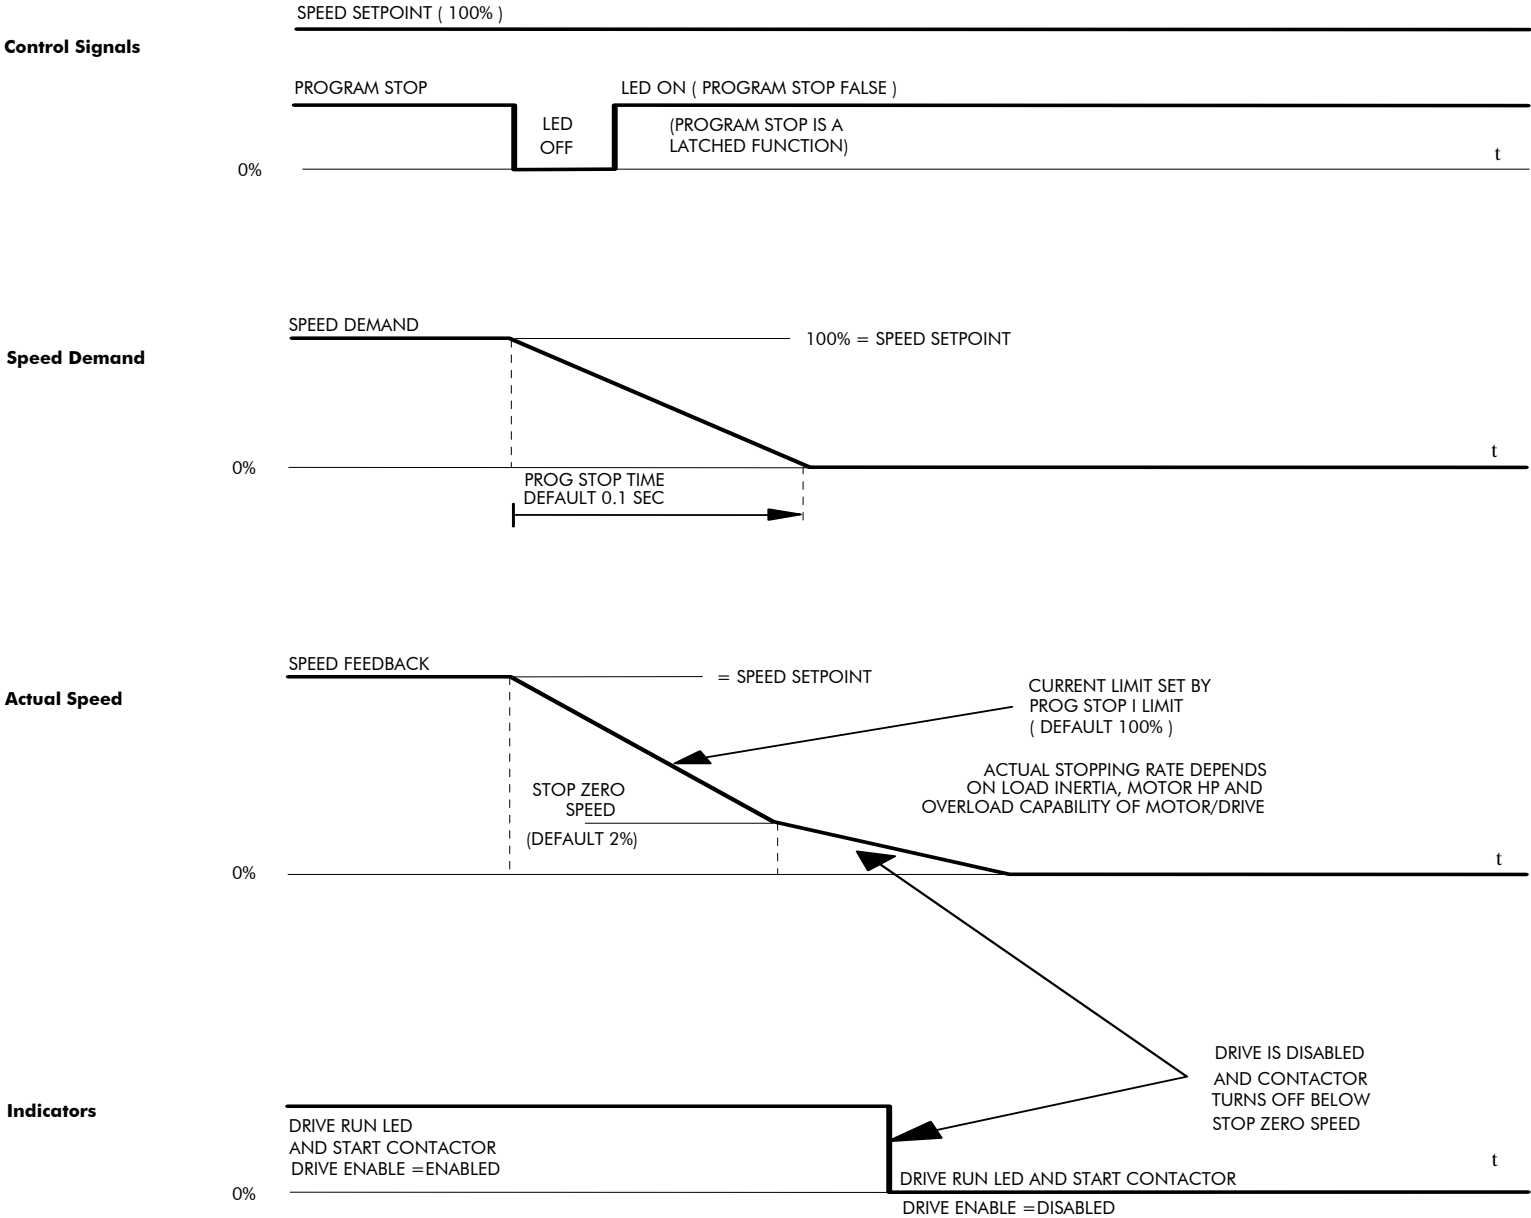 SPEED SETPOINT ( 100% )
Control Signals
PROGRAM STOP
LED ON ( PROGRAM STOP FALSE )
LED
OFF
(PROGRAM STOP IS A
LATCHED FUNCTION)
t
0%
SPEED DEMAND
100% = SPEED SETPOINT
Speed Demand
t
0%
PROG STOP TIME
DEFAULT 0.1 SEC
SPEED FEEDBACK
= SPEED SETPOINT
Actual Speed
CURRENT LIMIT SET BY
PROG STOP I LIMIT
( DEFAULT 100% )
ACTUAL STOPPING RATE DEPENDS
ON LOAD INERTIA, MOTOR HP AND
OVERLOAD CAPABILITY OF MOTOR/DRIVE
STOP ZERO
SPEED
(DEFAULT 2%)
t
0%
DRIVE IS DISABLED
AND CONTACTOR
TURNS OFF BELOW
STOP ZERO SPEED
Indicators
DRIVE RUN LED
AND START CONTACTOR
DRIVE ENABLE =ENABLED
t
DRIVE RUN LED AND START CONTACTOR
0%
DRIVE ENABLE =DISABLED